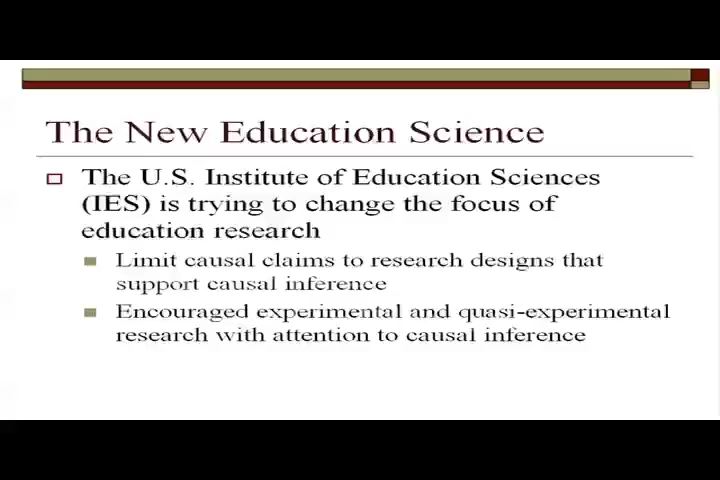 The New Education Science
The U.S. Institute of Education Sciences
(IES) is trying to change the focus of
education research
Limit causal claims to research designs that
support causal inference
Encouraged experimental and quasi-experimental
research with attention to causal inference